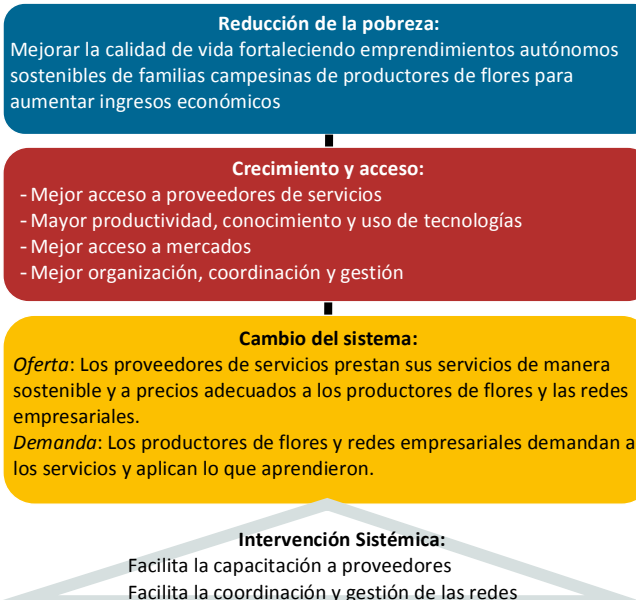 Reducción de la pobreza:
Mejorar la calidad de vida fortaleciendo emprendimientos autónomos
sostenibles de familias campesinas de productores de flores para
aumentar ingresos económicos
Crecimiento y acceso:
- Mejor acceso a proveedores de servicios
- Mayor productividad, conocimiento y uso de tecnologías
- Mejor acceso a mercados
- Mejor organización, coordinación y gestión
Cambio del sistema:
Oferta: Los proveedores de servicios prestan sus servicios de manera
sostenible y a precios adecuados a los productores de flores y las redes
empresariales.
Demanda: Los productores de flores y redes empresariales demandan a
los servicios y aplican lo que aprendieron.
Intervención Sistémica:
Facilita la capacitación a proveedores
Facilita la coordinación y gestión de las redes